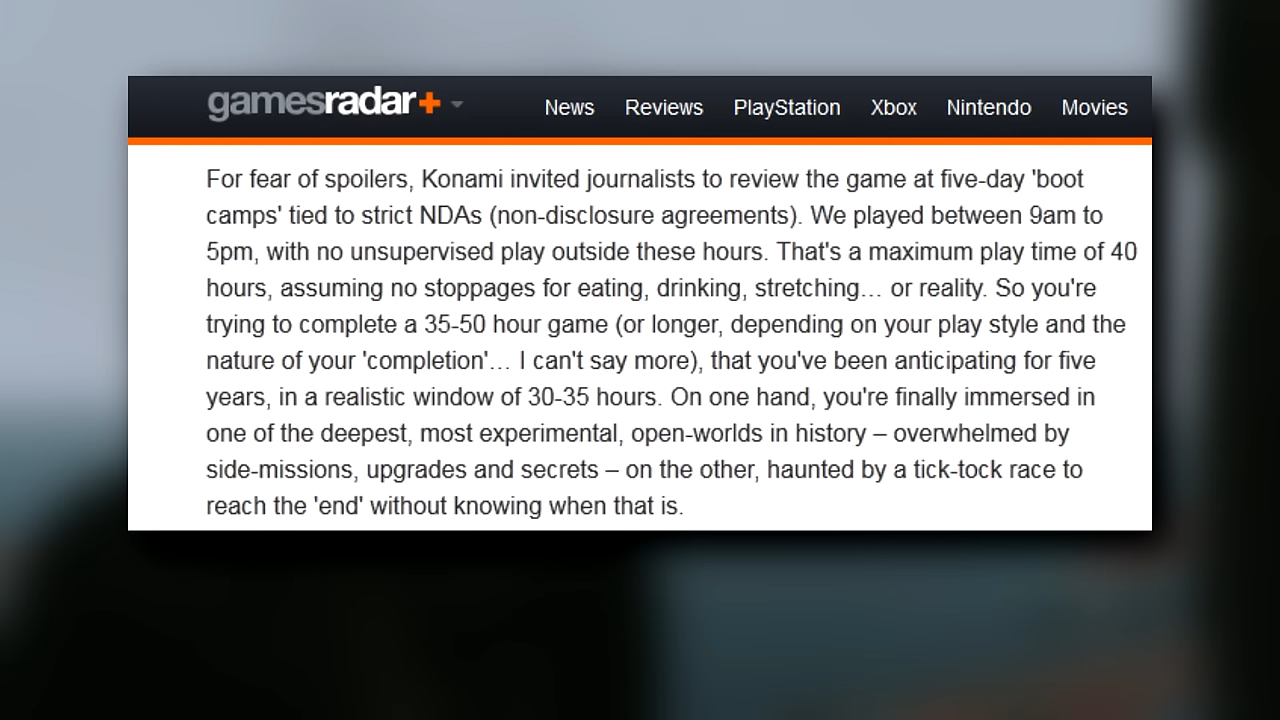 gamesradar+ News Reviews PlayStation Xbox Nintendo Movies
For fear of spoilers, Konami invited journalists to review the game at five-day 'boot
camps' tied to strict NDAs (non-disclosure agreements). We played between 9am to
5pm, with no unsupervised play outside these hours. That's a maximum play time of 40
hours, assuming no stoppages for eating, drinking, stretching… or reality. So you're
trying to complete a 35-50 hour game (or longer, depending on your play style and the
nature of your 'completion'… I can't say more), that you've been anticipating for five
years, in a realistic window of 30-35 hours. On one hand, you're finally immersed in
one of the deepest, most experimental, open-worlds in history – overwhelmed by
side-missions, upgrades and secrets – on the other, haunted by a tick-tock race to
reach the 'end' without knowing when that is.